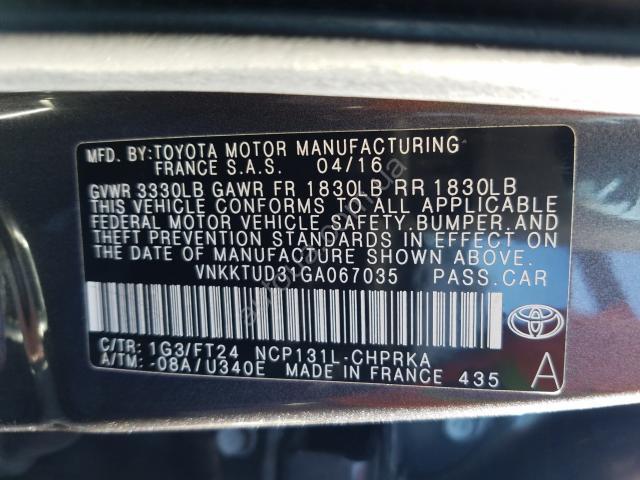 MFD. BY:TOYOTA MOTOR MANUFACTURING
FRANCE S.A.S. 04/16
GVWR 3330LB GAWR FR 1830LB RR 1830LB
THIS VEHICLE CONFORMS TO ALL APPLICABLE
FEDERAL MOTOR VEHICLE SAFETY,BUMPER,AND
THEFT PREVENTION STANDARDS IN EFFECT ON
THE DATE OF MANUFACTURE SHOWN ABOVE.
VNKKTUD31GA067035 PASS.CAR
C/TR: 1G3/FT24 NCP131L-CHPRKA
A/TM: -08A/U340E MADE IN FRANCE 435
A